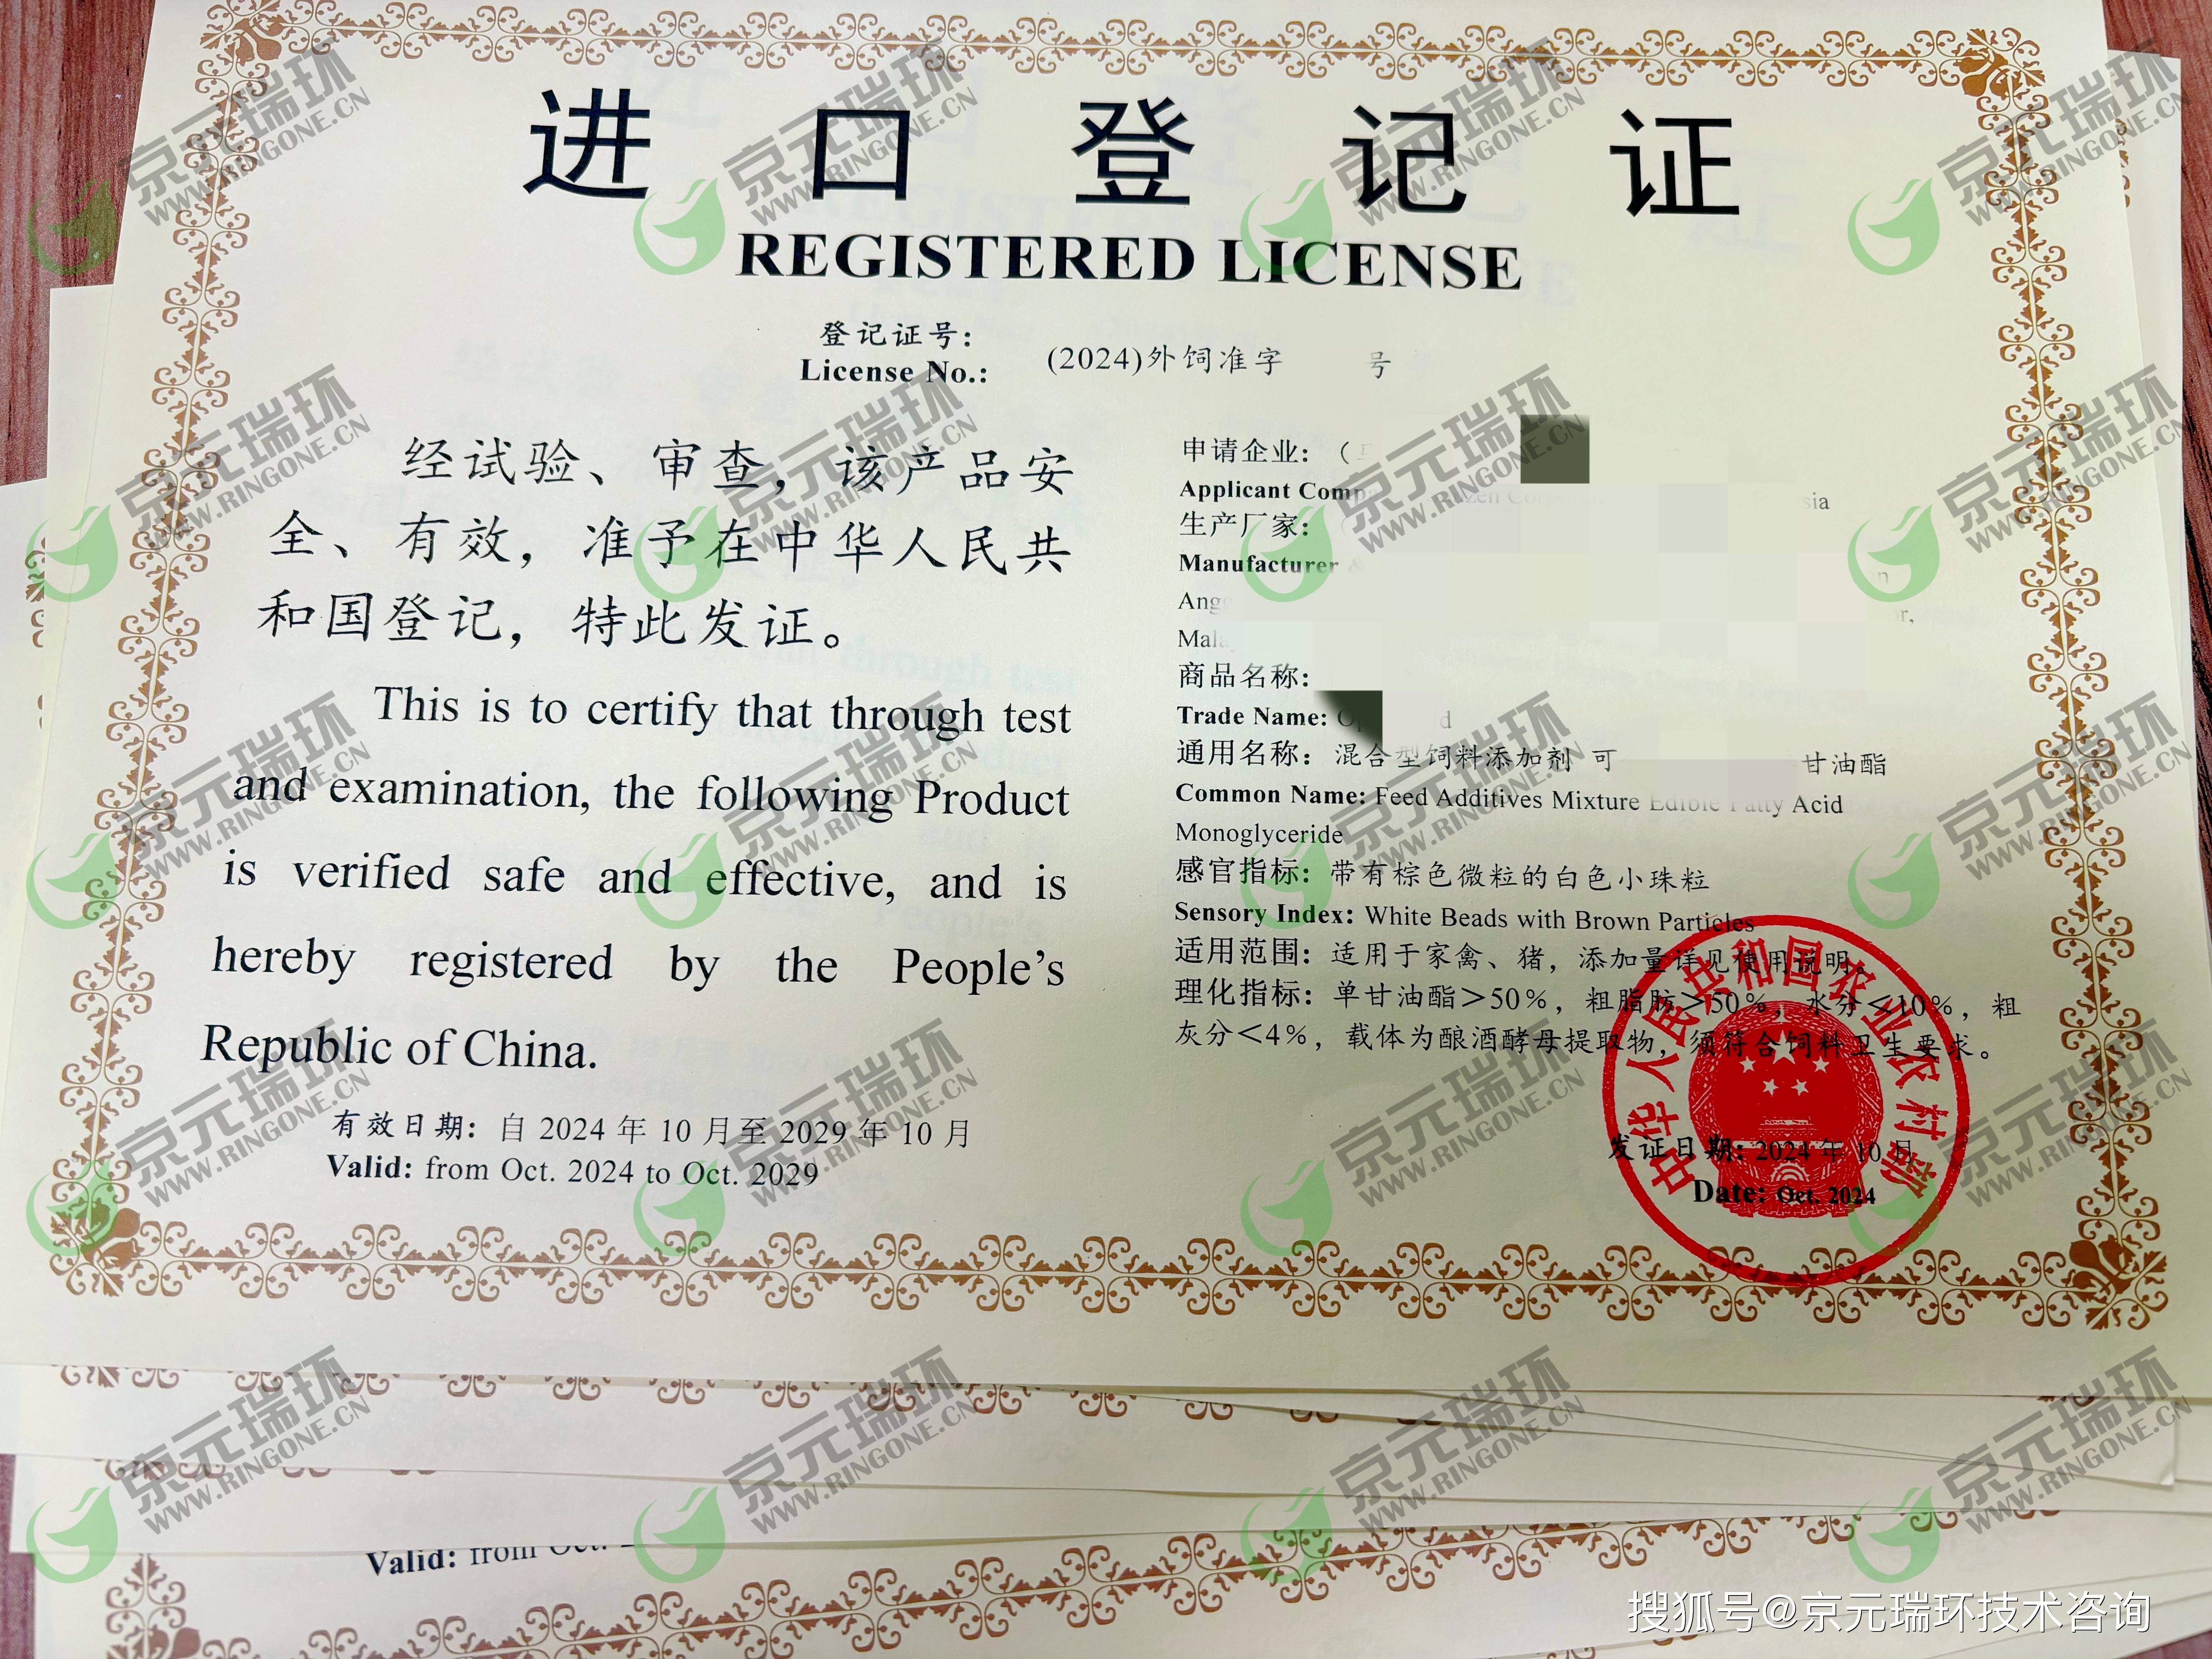 进口登记证
REGISTERED LICENSE
登记证号：
License No.:
(2024)外饲准字 号
经试验、审查，该产品安
全、有效，准予在中华人民共
和国登记，特此发证。
This is to certify that through test
and examination, the following Product
is verified safe and effective, and is
hereby registered by the People's
Republic of China.
有效日期：自 2024 年 10 月至 2029 年 10 月
Valid: from Oct. 2024 to Oct. 2029
申请企业：（
Applicant
生产厂家：
Manufacturer
商品名称：
Trade Name:
通用名称：混合型饲料添加剂 可 甘油酯
Common Name: Feed Additives Mixture Edible Fatty Acid
Monoglyceride
感官指标：带有棕色微粒的白色小珠粒
Sensory Index: White Beads with Brown Particles
适用范围：适用于家禽、猪，添加量详见使用说明。
理化指标：单甘油酯＞50％，粗脂肪＞50％，水分≤10％，粗
灰分＜4％，载体为酿酒酵母提取物，须符合饲料卫生要求。
中华人民共和国农业农村部
发证日期：2024 年 10 月
Date: Oct. 2024
Valid: from Oct.
京元瑞环
WWW.RINGONE.CN
搜狐号@京元瑞环技术咨询